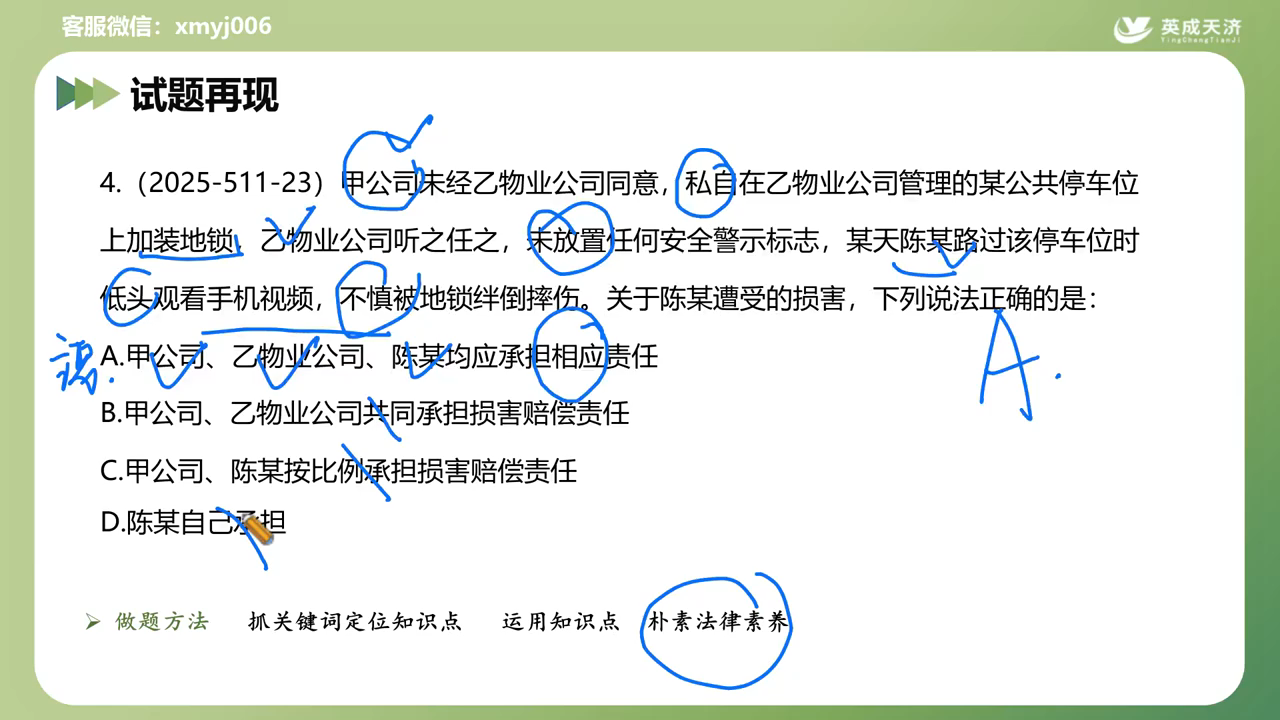 客服微信：xmyj006
英成天济
YingChengTianJi
试题再现
4.（2025-511-23）甲公司未经乙物业公司同意，私自在乙物业公司管理的某公共停车位
上加装地锁，乙物业公司听之任之，未放置任何安全警示标志，某天陈某路过该停车位时
低头观看手机视频，不慎被地锁绊倒摔伤。关于陈某遭受的损害，下列说法正确的是：
A.甲公司、乙物业公司、陈某均应承担相应责任
A.
B.甲公司、乙物业公司共同承担损害赔偿责任
C.甲公司、陈某按比例承担损害赔偿责任
D.陈某自己承担
做题方法 抓关键词定位知识点 运用知识点 朴素法律素养